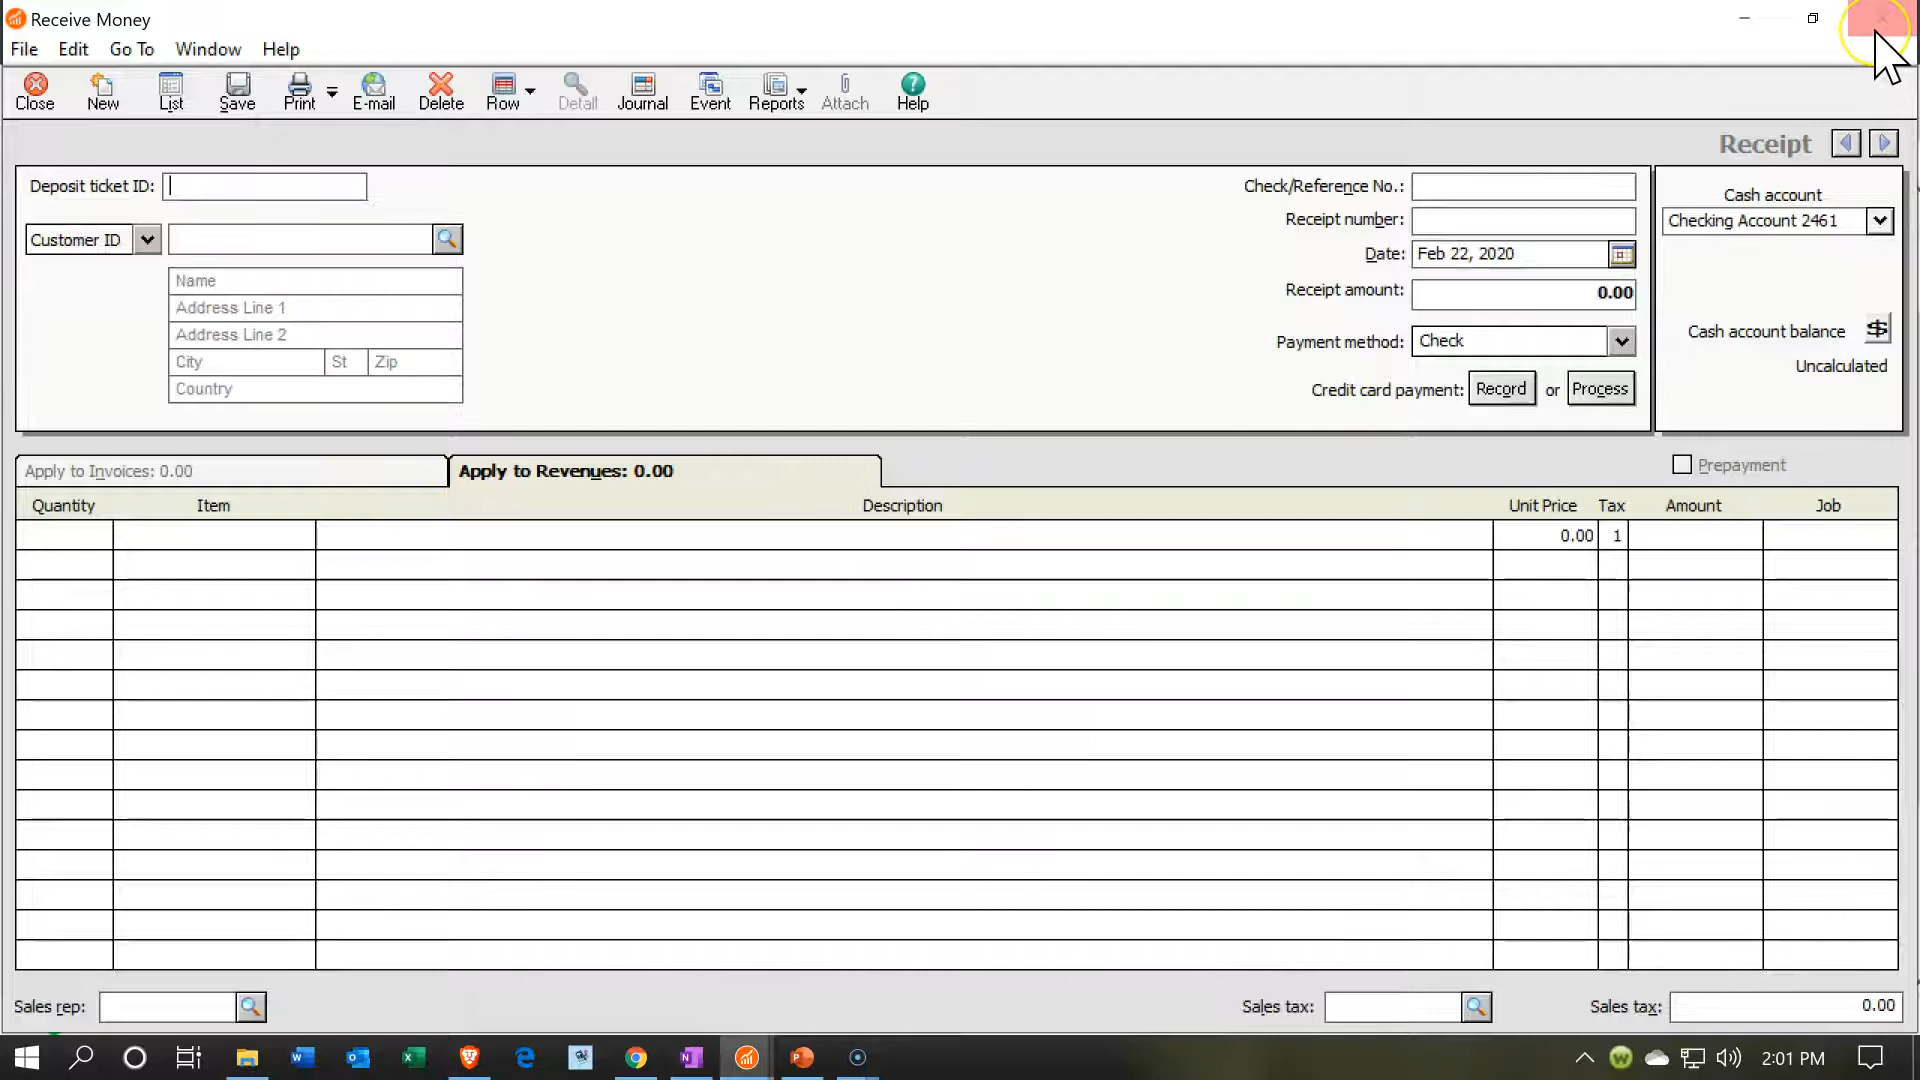 Receive Money
File Edit Go To Window Help
Close New List Save Print E-mail Delete Row Detail Journal Event Reports Attach Help
Receipt
Deposit ticket ID:
Customer ID
Name
Address Line 1
Address Line 2
City St Zip
Country
Check/Reference No.:
Receipt number:
Date: Feb 22, 2020
Receipt amount: 0.00
Payment method: Check
Credit card payment: Record or Process
Cash account
Checking Account 2461
Cash account balance
Uncalculated
Apply to Invoices: 0.00 Apply to Revenues: 0.00 Prepayment
Quantity Item Description Unit Price Tax Amount Job
0.00 1
Sales rep: Sales tax: Sales tax: 0.00
2:01 PM